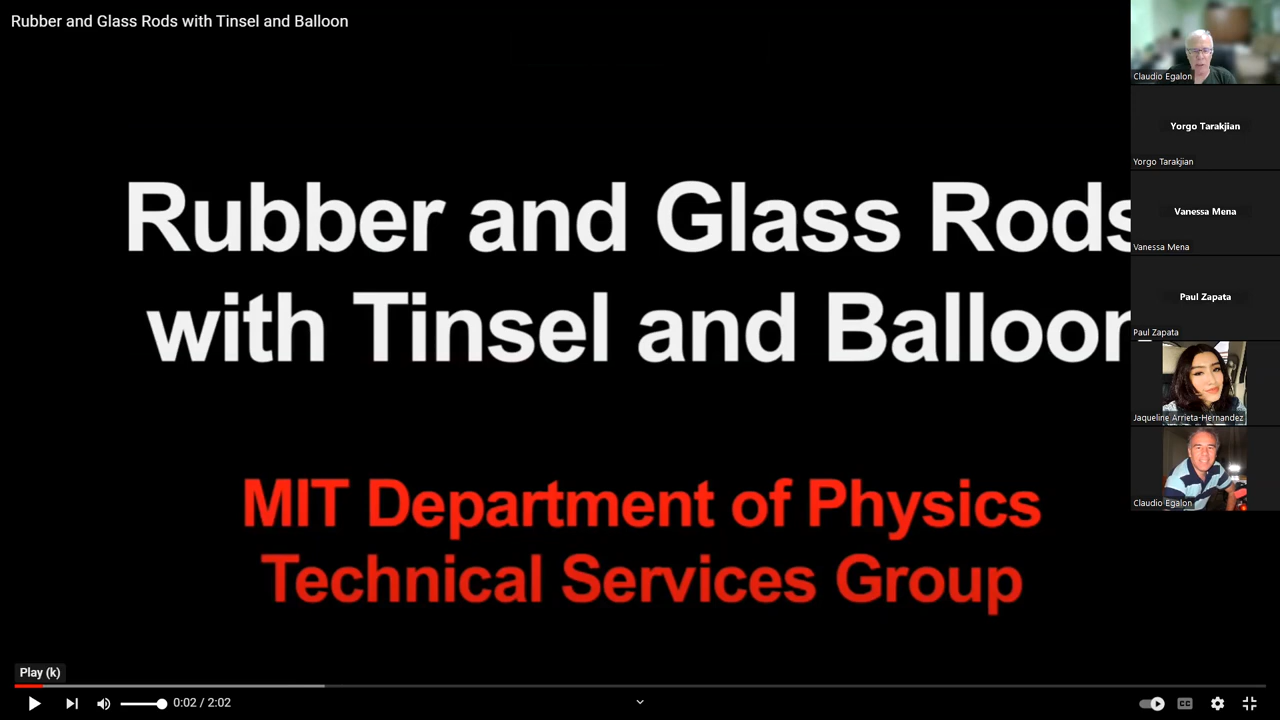 Rubber and Glass Rods with Tinsel and Balloon
Rubber and Glass Rods
with Tinsel and Balloon
MIT Department of Physics
Technical Services Group
Play (k)
0:02 / 2:02
CC
Claudio Egalon
Yorgo Tarakjian
Yorgo Tarakjian
Vanessa Mena
Vanessa Mena
Paul Zapata
Paul Zapata
Jaqueline Arrieta-Hernandez
Claudio Egalon